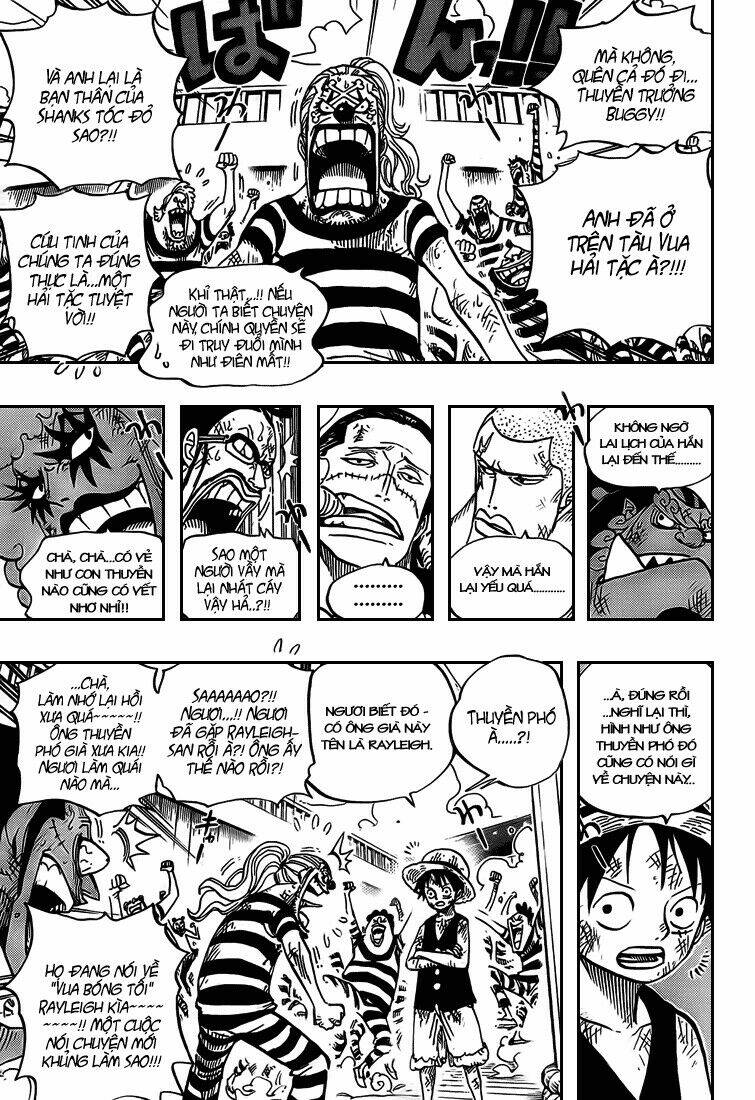 ば
んっ!!
MÀ KHÔNG,
QUÊN CẢ ĐÓ ĐI...
THUYỀN TRƯỞNG
BUGGY!!
VÀ ANH LẠI LÀ
BẠN THÂN CỦA
SHANKS TÓC ĐỎ
SAO?!!
ANH ĐÃ Ở
TRÊN TÀU VUA
HẢI TẶC À?!!!
CỨU TINH CỦA
CHÚNG TA ĐÚNG
THỰC LÀ...MỘT
HẢI TẶC TUYỆT
VỜI!!
KHỈ THẬT...!! NẾU
NGƯỜI TA BIẾT CHUYỆN
NÀY, CHÍNH QUYỀN SẼ
ĐI TRUY ĐUỔI MÌNH
NHƯ ĐIÊN MẤT!!
KHÔNG NGỜ
LAI LỊCH CỦA HẮN
LẠI ĐẾN THẾ.........
VẬY MÀ HẮN
LẠI YẾU QUÁ...........
..........
..........
SAO MỘT
NGƯỜI VẦY MÀ
LẠI NHÁT CÁY
VẬY HẢ..?!!
CHÀ, CHÀ...CÓ VẺ
NHƯ CON THUYỀN
NÀO CŨNG CÓ VẾT
NHƠ NHỈ!!
...À, ĐÚNG RỒI
...NGHĨ LẠI THÌ,
HÌNH NHƯ ÔNG
THUYỀN PHÓ ĐÓ
CŨNG CÓ NÓI GÌ
VỀ CHUYỆN NÀY..
THUYỀN PHÓ
À.....?!
NGƯƠI BIẾT ĐÓ -
CÓ ÔNG GIÀ NÀY
TÊN LÀ RAYLEIGH.
SAAAAAAO?!!
NGƯƠI...!! NGƯƠI
ĐÃ GẶP RAYLEIGH-
SAN RỒI À?! ÔNG ẤY
THẾ NÀO RỒI?!
...CHÀ,
LÀM NHỚ LẠI HỒI
XƯA QUÁ~~~~~!!
ÔNG THUYỀN
PHÓ GIÀ XƯA KIA!!
NGƯƠI LÀM QUÁI
NÀO MÀ...
HỌ ĐANG NÓI VỀ
"VUA BÓNG TỐI"
RAYLEIGH KÌA~~~~
~~~~!! MỘT CUỘC
NÓI CHUYỆN MỚI
KHỦNG LÀM SAO!!!